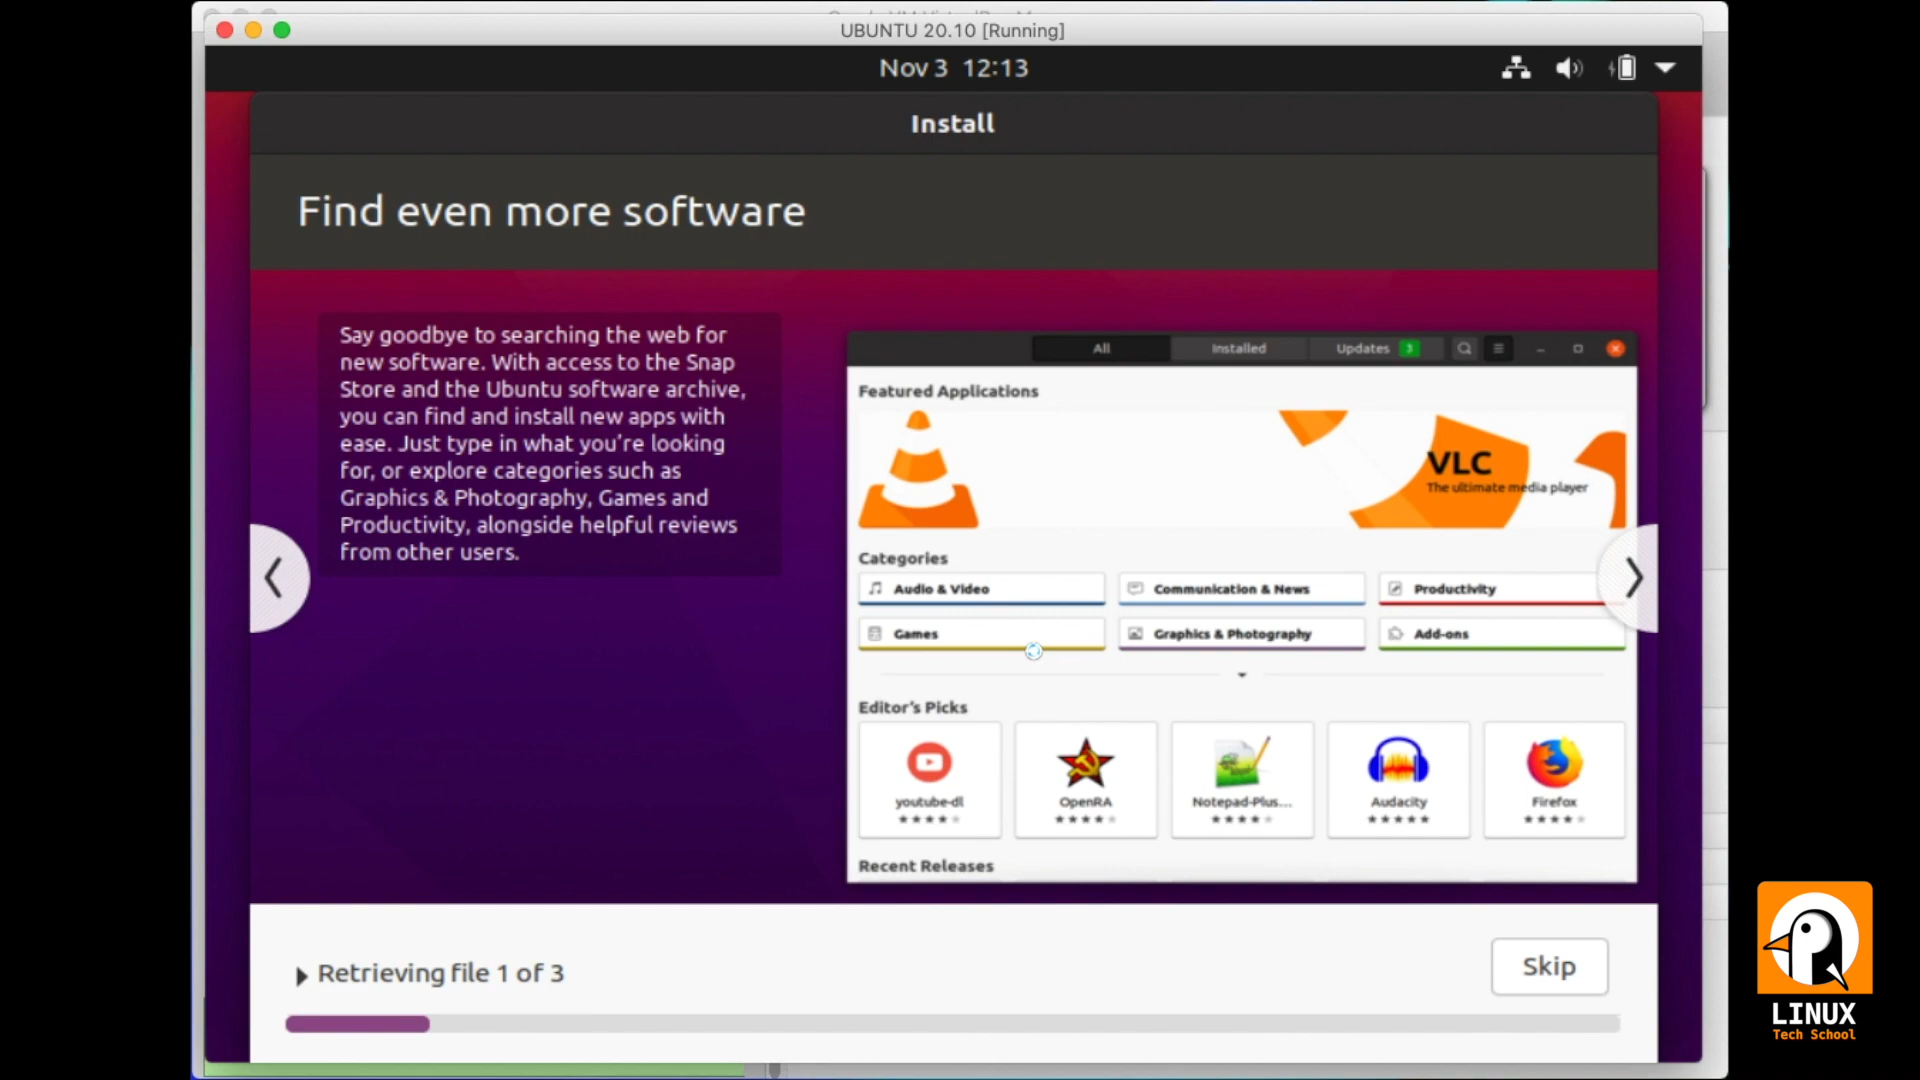 UBUNTU 20.10 [Running]
Nov 3 12:13
Install
Find even more software
Say goodbye to searching the web for
new software. With access to the Snap
Store and the Ubuntu software archive,
you can find and install new apps with
ease. Just type in what you're looking
for, or explore categories such as
Graphics & Photography, Games and
Productivity, alongside helpful reviews
from other users.
All Installed Updates 3
Featured Applications
VLC
The ultimate media player
Categories
Audio & Video Communication & News Productivity
Games Graphics & Photography Add-ons
Editor's Picks
youtube-dl OpenRA Notepad-Plus... Audacity Firefox
Recent Releases
Retrieving file 1 of 3
Skip
LINUX
Tech School